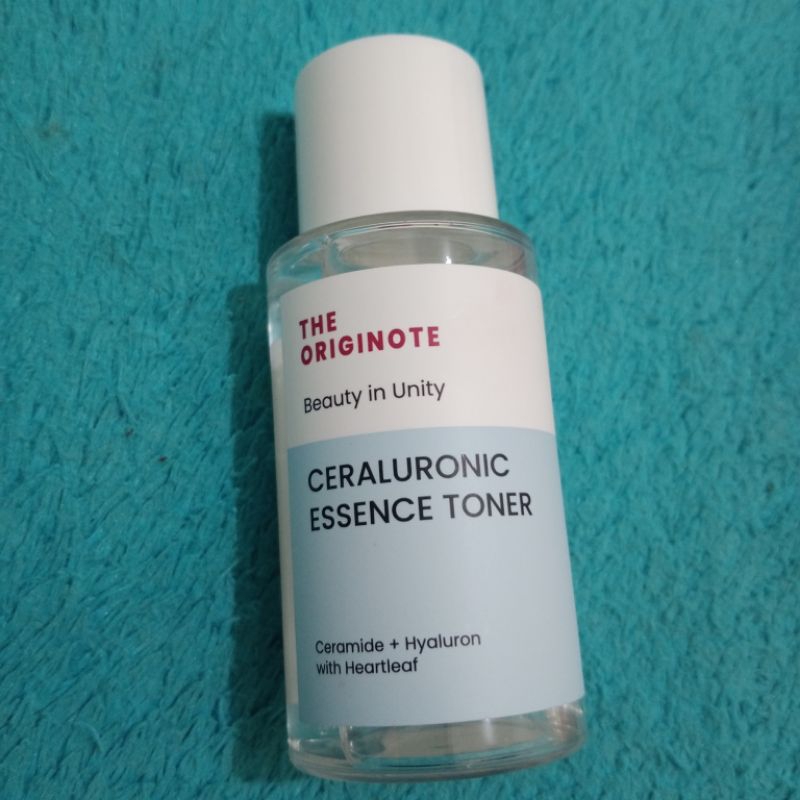 THE
ORIGINOTE
Beauty in Unity
CERALURONIC
ESSENCE TONER
Ceramide + Hyaluron
with Heartleaf